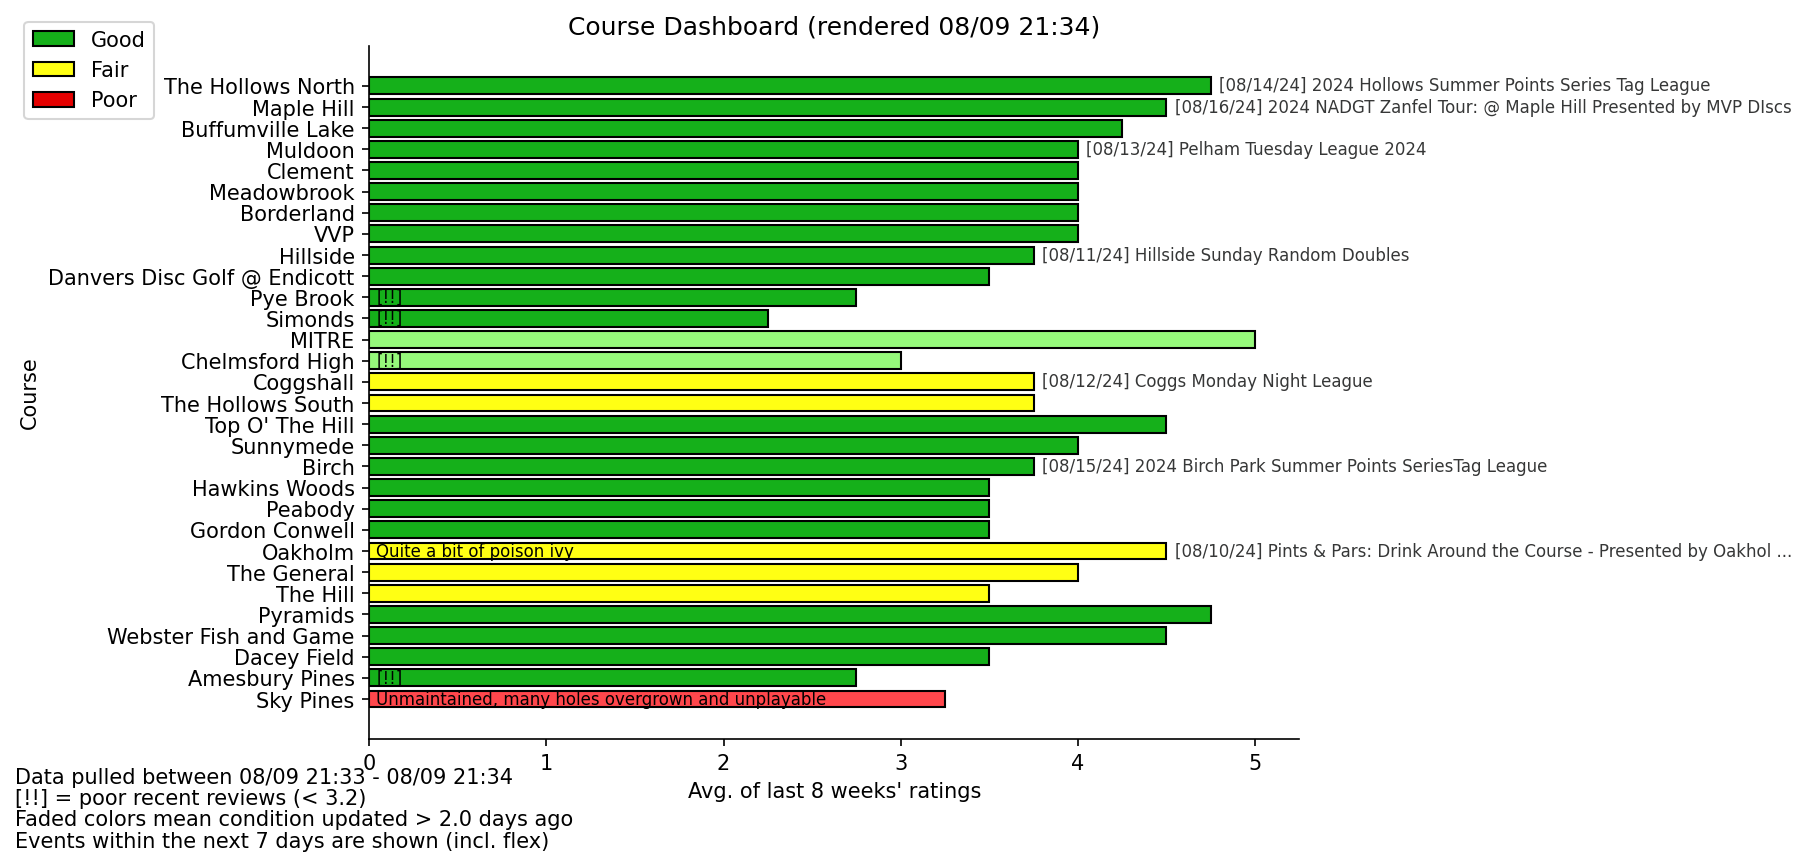 Course Dashboard (rendered 08/09 21:34)
Good
Fair
Poor
The Hollows North [08/14/24] 2024 Hollows Summer Points Series Tag League
Maple Hill [08/16/24] 2024 NADGT Zanfel Tour: @ Maple Hill Presented by MVP DIscs
Buffumville Lake
Muldoon [08/13/24] Pelham Tuesday League 2024
Clement
Meadowbrook
Borderland
VVP
Hillside [08/11/24] Hillside Sunday Random Doubles
Danvers Disc Golf @ Endicott
Pye Brook [!!]
Simonds [!!]
MITRE
Chelmsford High [!!]
Coggshall [08/12/24] Coggs Monday Night League
The Hollows South
Top O' The Hill
Sunnymede
Birch [08/15/24] 2024 Birch Park Summer Points SeriesTag League
Hawkins Woods
Peabody
Gordon Conwell
Oakholm Quite a bit of poison ivy [08/10/24] Pints & Pars: Drink Around the Course - Presented by Oakhol ...
The General
The Hill
Pyramids
Webster Fish and Game
Dacey Field
Amesbury Pines [!!]
Sky Pines Unmaintained, many holes overgrown and unplayable
Course
0 1 2 3 4 5
Avg. of last 8 weeks' ratings
Data pulled between 08/09 21:33 - 08/09 21:34
[!!] = poor recent reviews (< 3.2)
Faded colors mean condition updated > 2.0 days ago
Events within the next 7 days are shown (incl. flex)